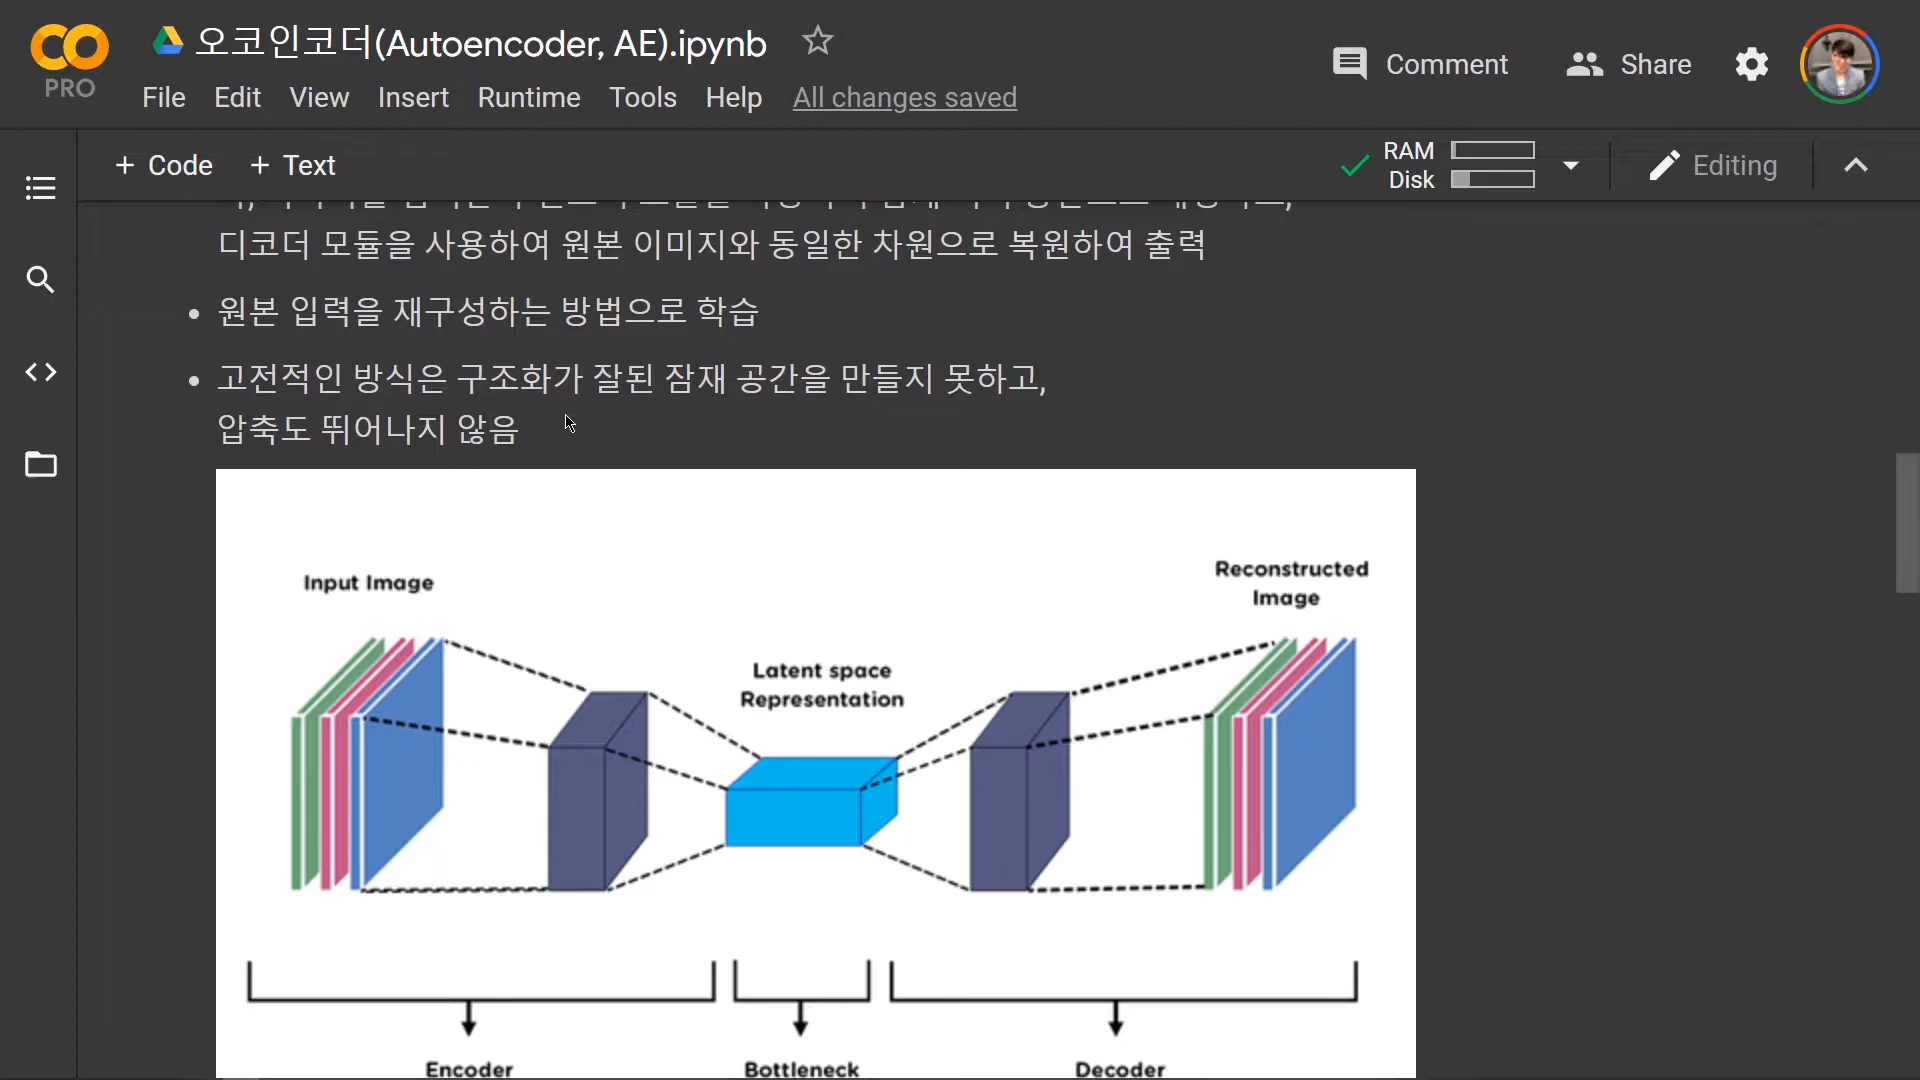 오코인코더(Autoencoder, AE).ipynb
PRO
Comment
Share
File Edit View Insert Runtime Tools Help All changes saved
+ Code + Text
RAM
Disk
Editing
디코더 모듈을 사용하여 원본 이미지와 동일한 차원으로 복원하여 출력
• 원본 입력을 재구성하는 방법으로 학습
• 고전적인 방식은 구조화가 잘된 잠재 공간을 만들지 못하고,
압축도 뛰어나지 않음
Input Image
Reconstructed
Image
Latent space
Representation
Encoder
Bottleneck
Decoder